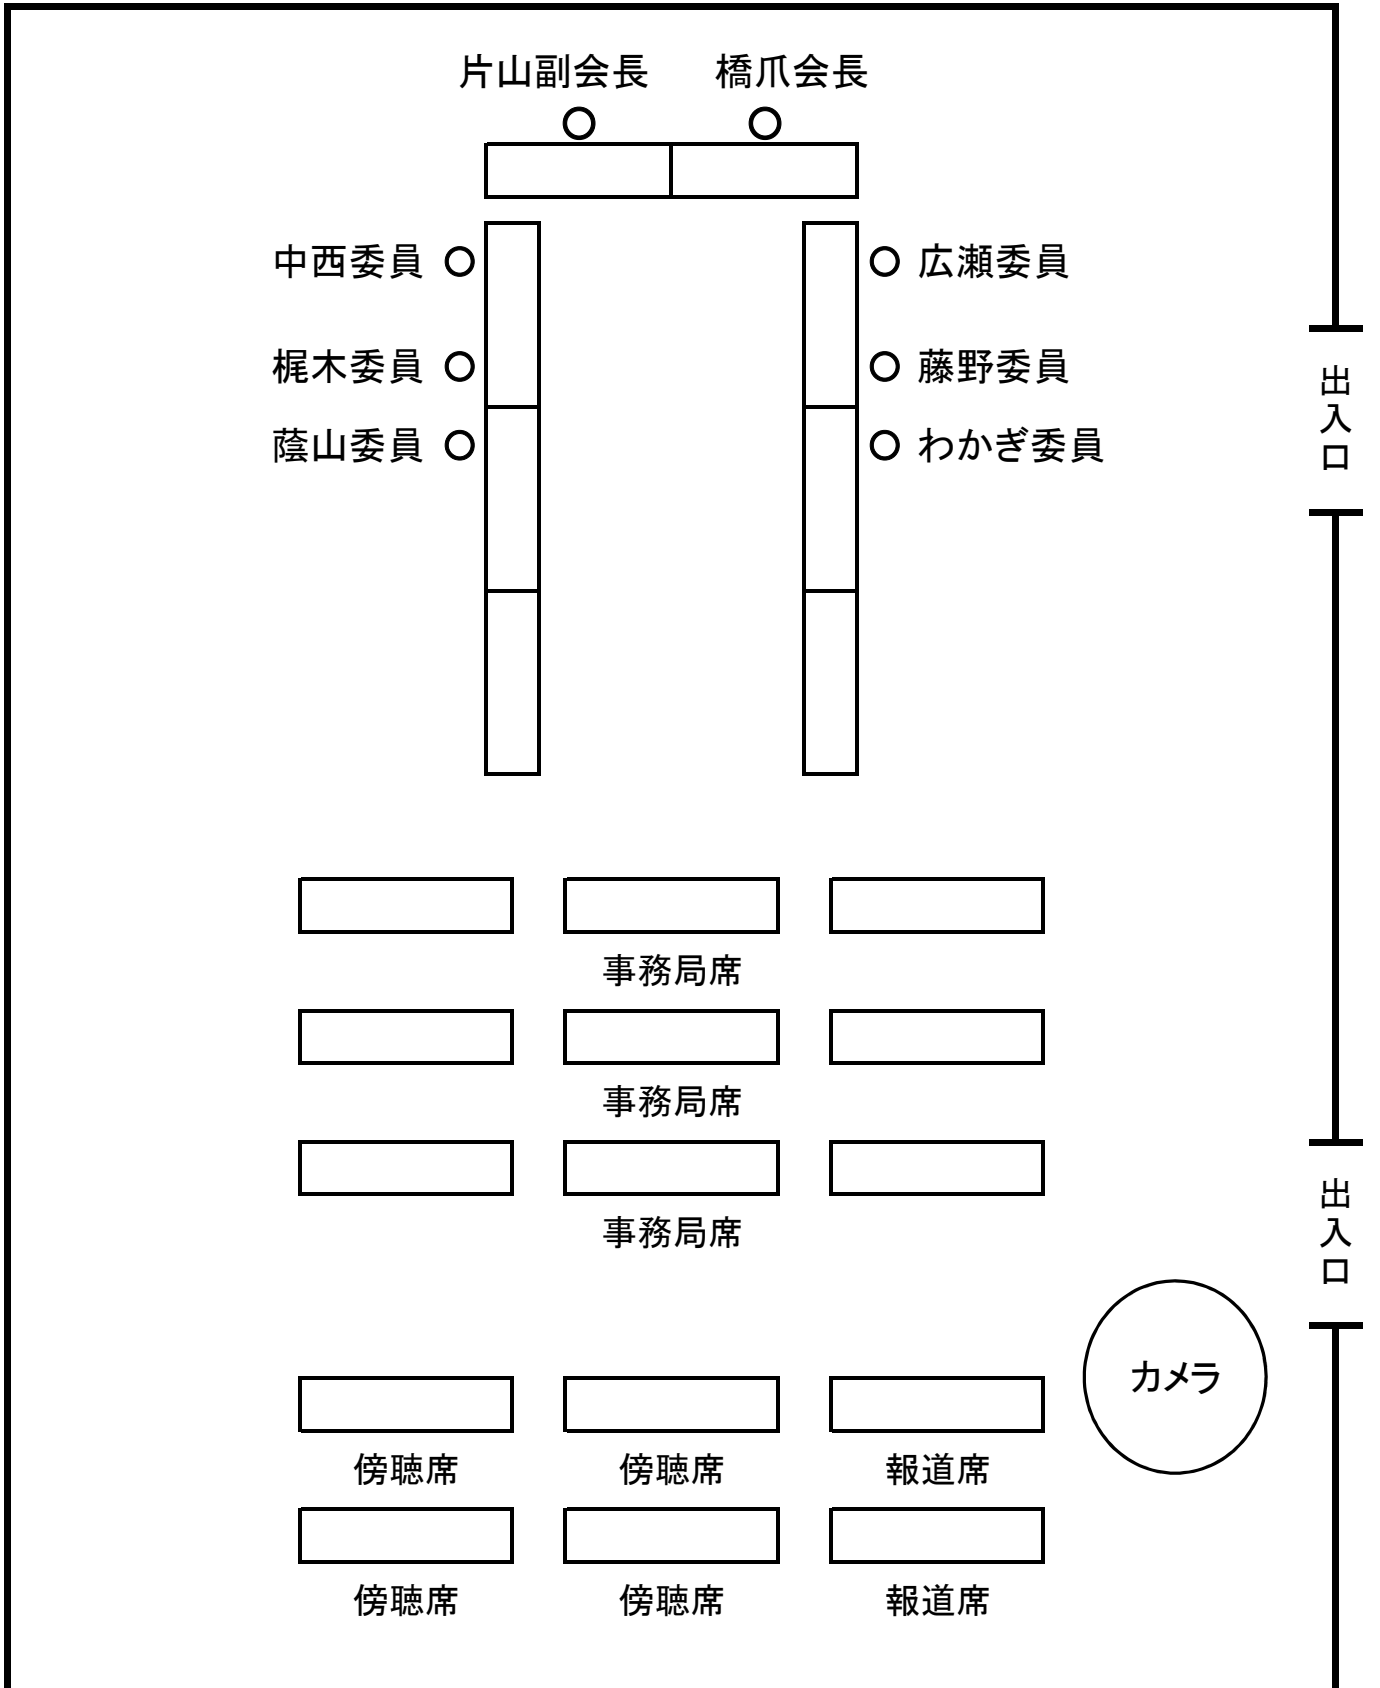 片山副会長 橋爪会長
中西委員 広瀬委員
梶木委員 藤野委員
蔭山委員 わかぎ委員
出入口
事務局席
事務局席
事務局席
出入口
カメラ
傍聴席 傍聴席 報道席
傍聴席 傍聴席 報道席